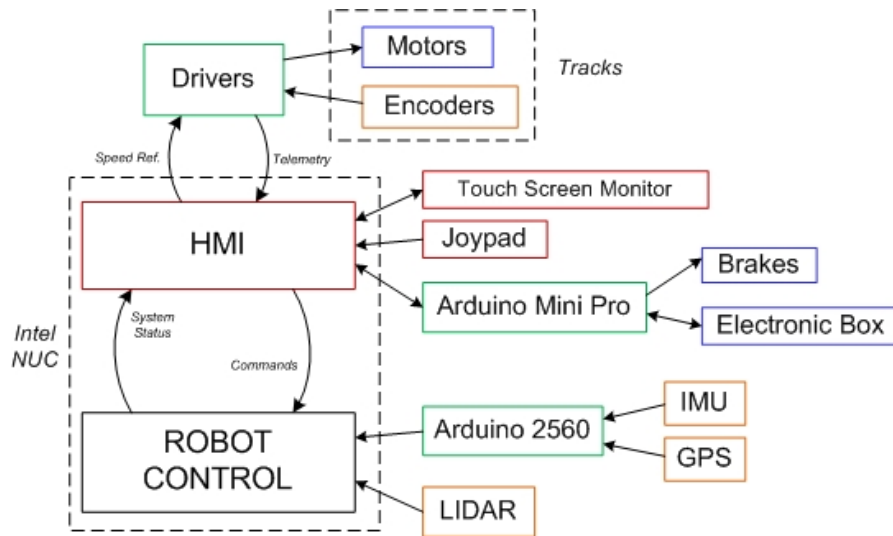 Motors
Drivers
Tracks
Encoders
Speed Ref.
Telemetry
Touch Screen Monitor
HMI
Joypad
Brakes
Arduino Mini Pro
System
Status
Electronic Box
Intel
NUC
Commands
IMU
ROBOT
CONTROL
Arduino 2560
GPS
LIDAR